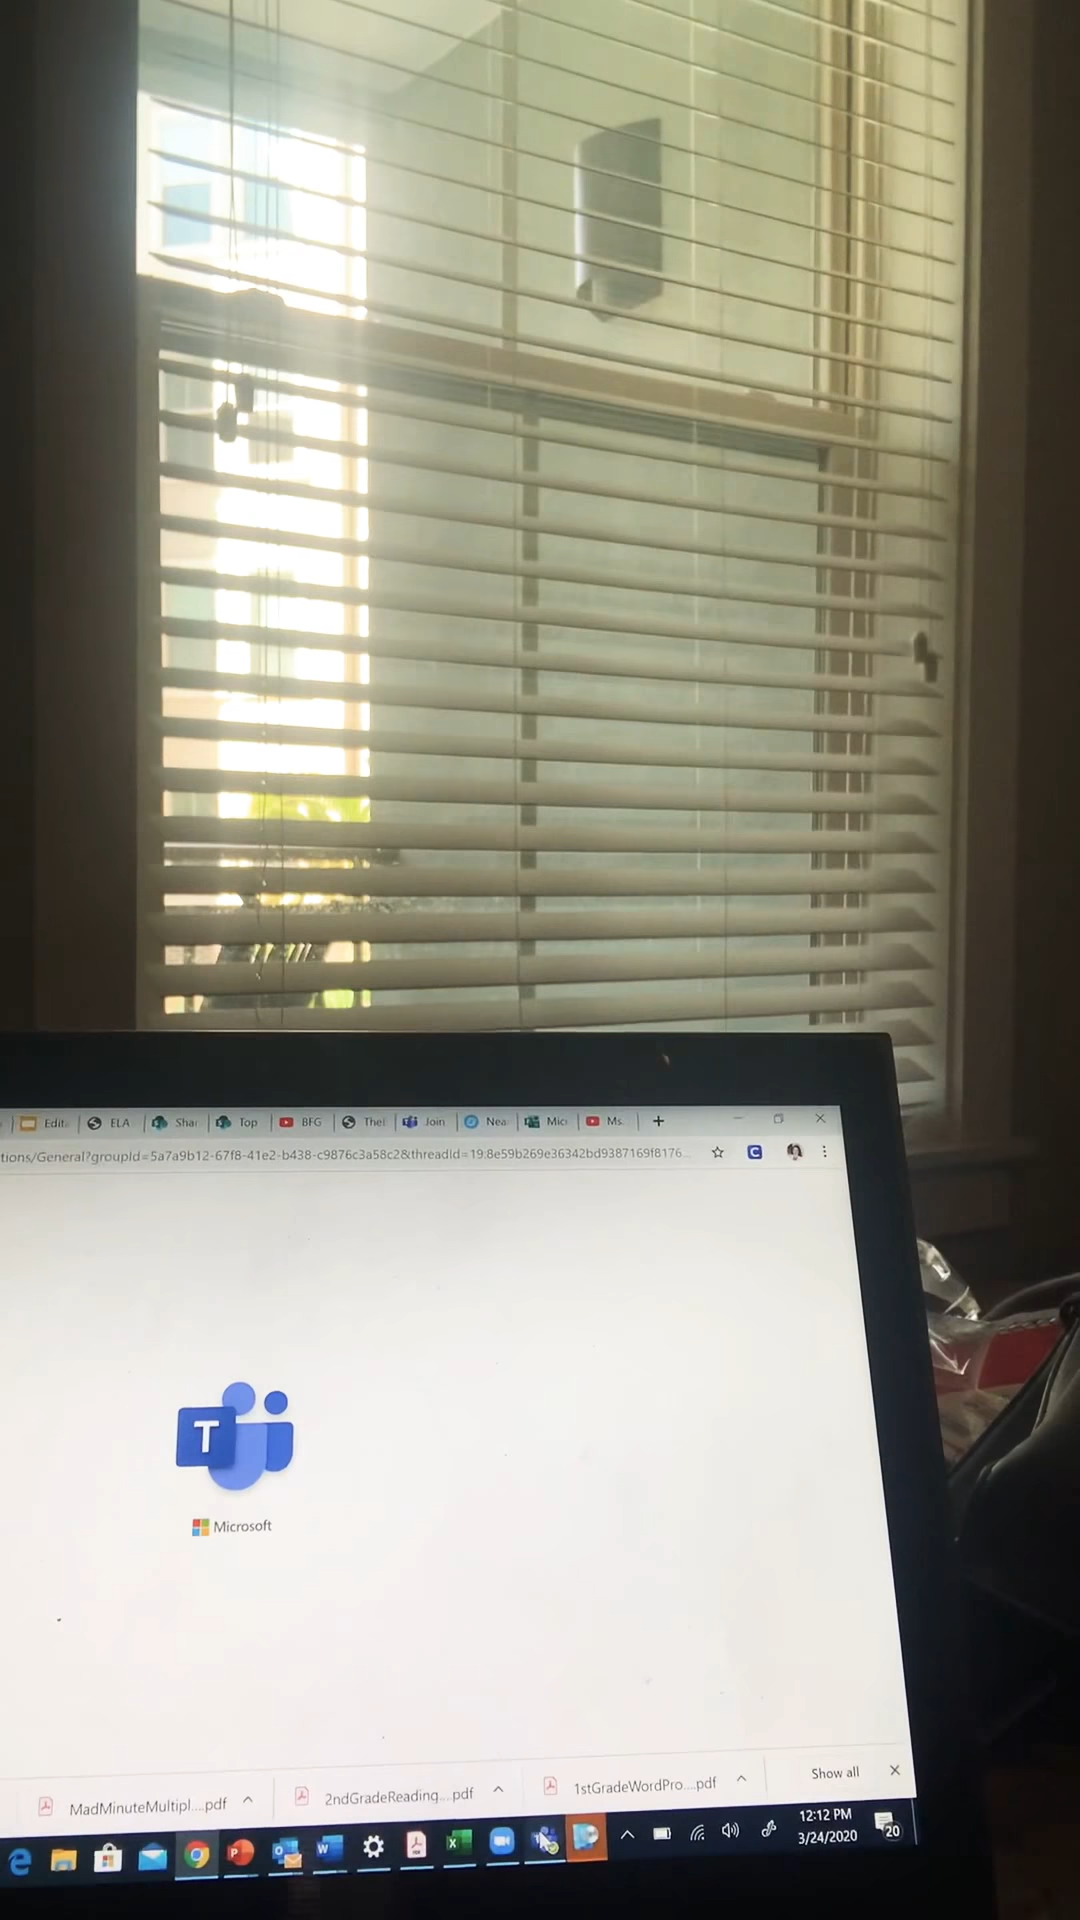 Edit ELA Shar Top BFG Thei Join Nea Mic Ms. +
tions/General?groupId=5a7a9b12-67f8-41e2-b438-c9876c3a58c2&threadId=19:8e59b269e36342bd9387169f8176...
C
T
Microsoft
MadMinuteMultipl....pdf 2ndGradeReading....pdf 1stGradeWordPro....pdf Show all
12:12 PM
3/24/2020
20